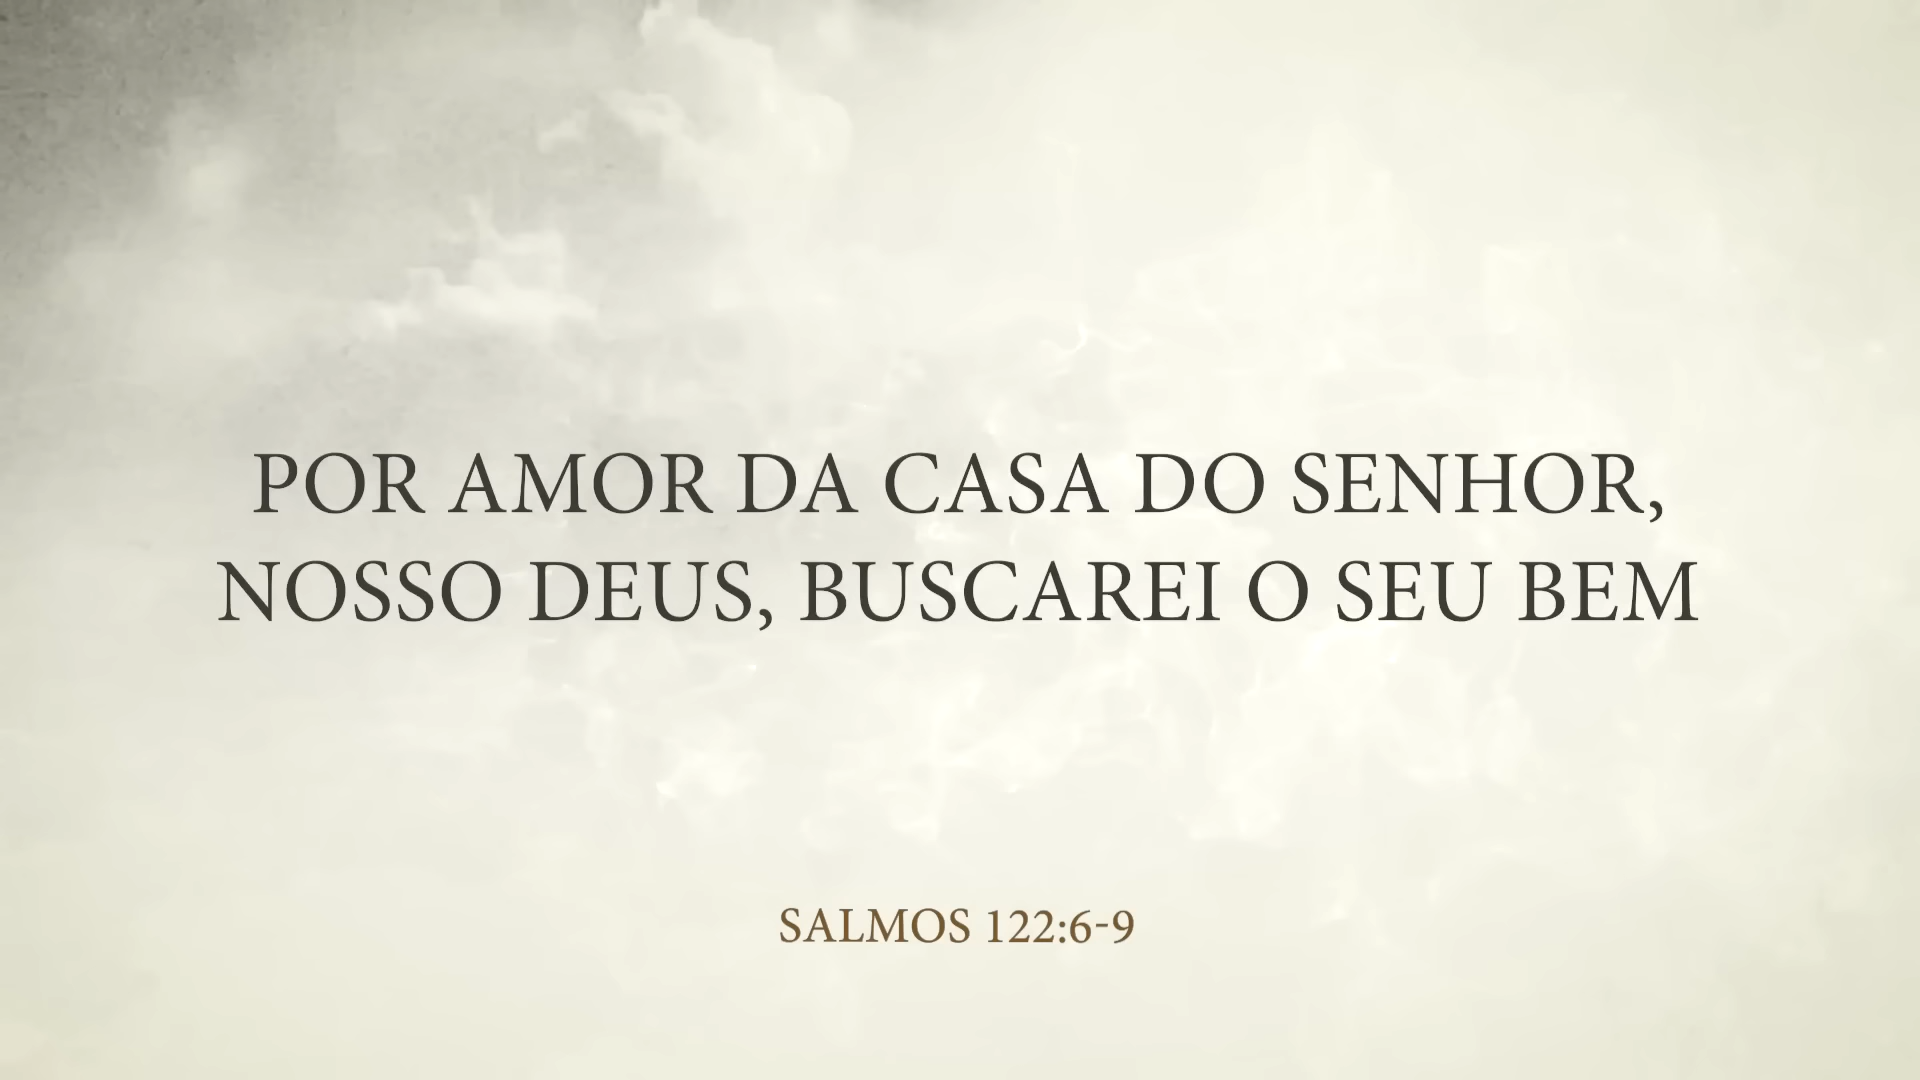 POR AMOR DA CASA DO SENHOR,
NOSSO DEUS, BUSCAREI O SEU BEM
SALMOS 122:6-9